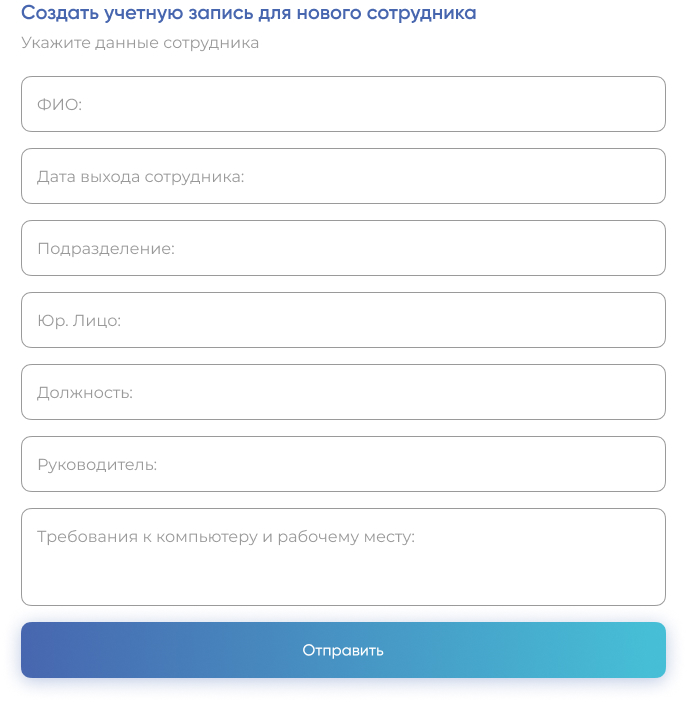 Создать учетную запись для нового сотрудника
Укажите данные сотрудника
ФИО:
Дата выхода сотрудника:
Подразделение:
Юр. Лицо:
Должность:
Руководитель:
Требования к компьютеру и рабочему месту:
Отправить